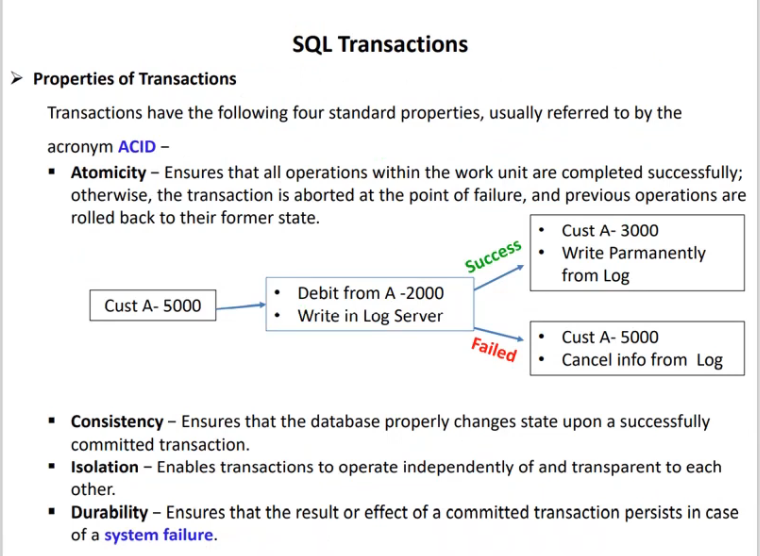 SQL Transactions
➢ Properties of Transactions
Transactions have the following four standard properties, usually referred to by the
acronym ACID –
▪ Atomicity – Ensures that all operations within the work unit are completed successfully;
otherwise, the transaction is aborted at the point of failure, and previous operations are
rolled back to their former state.
Cust A- 5000
• Debit from A -2000
• Write in Log Server
Success
• Cust A- 3000
• Write Parmanently
from Log
Failed
• Cust A- 5000
• Cancel info from Log
▪ Consistency – Ensures that the database properly changes state upon a successfully
committed transaction.
▪ Isolation – Enables transactions to operate independently of and transparent to each
other.
▪ Durability – Ensures that the result or effect of a committed transaction persists in case
of a system failure.